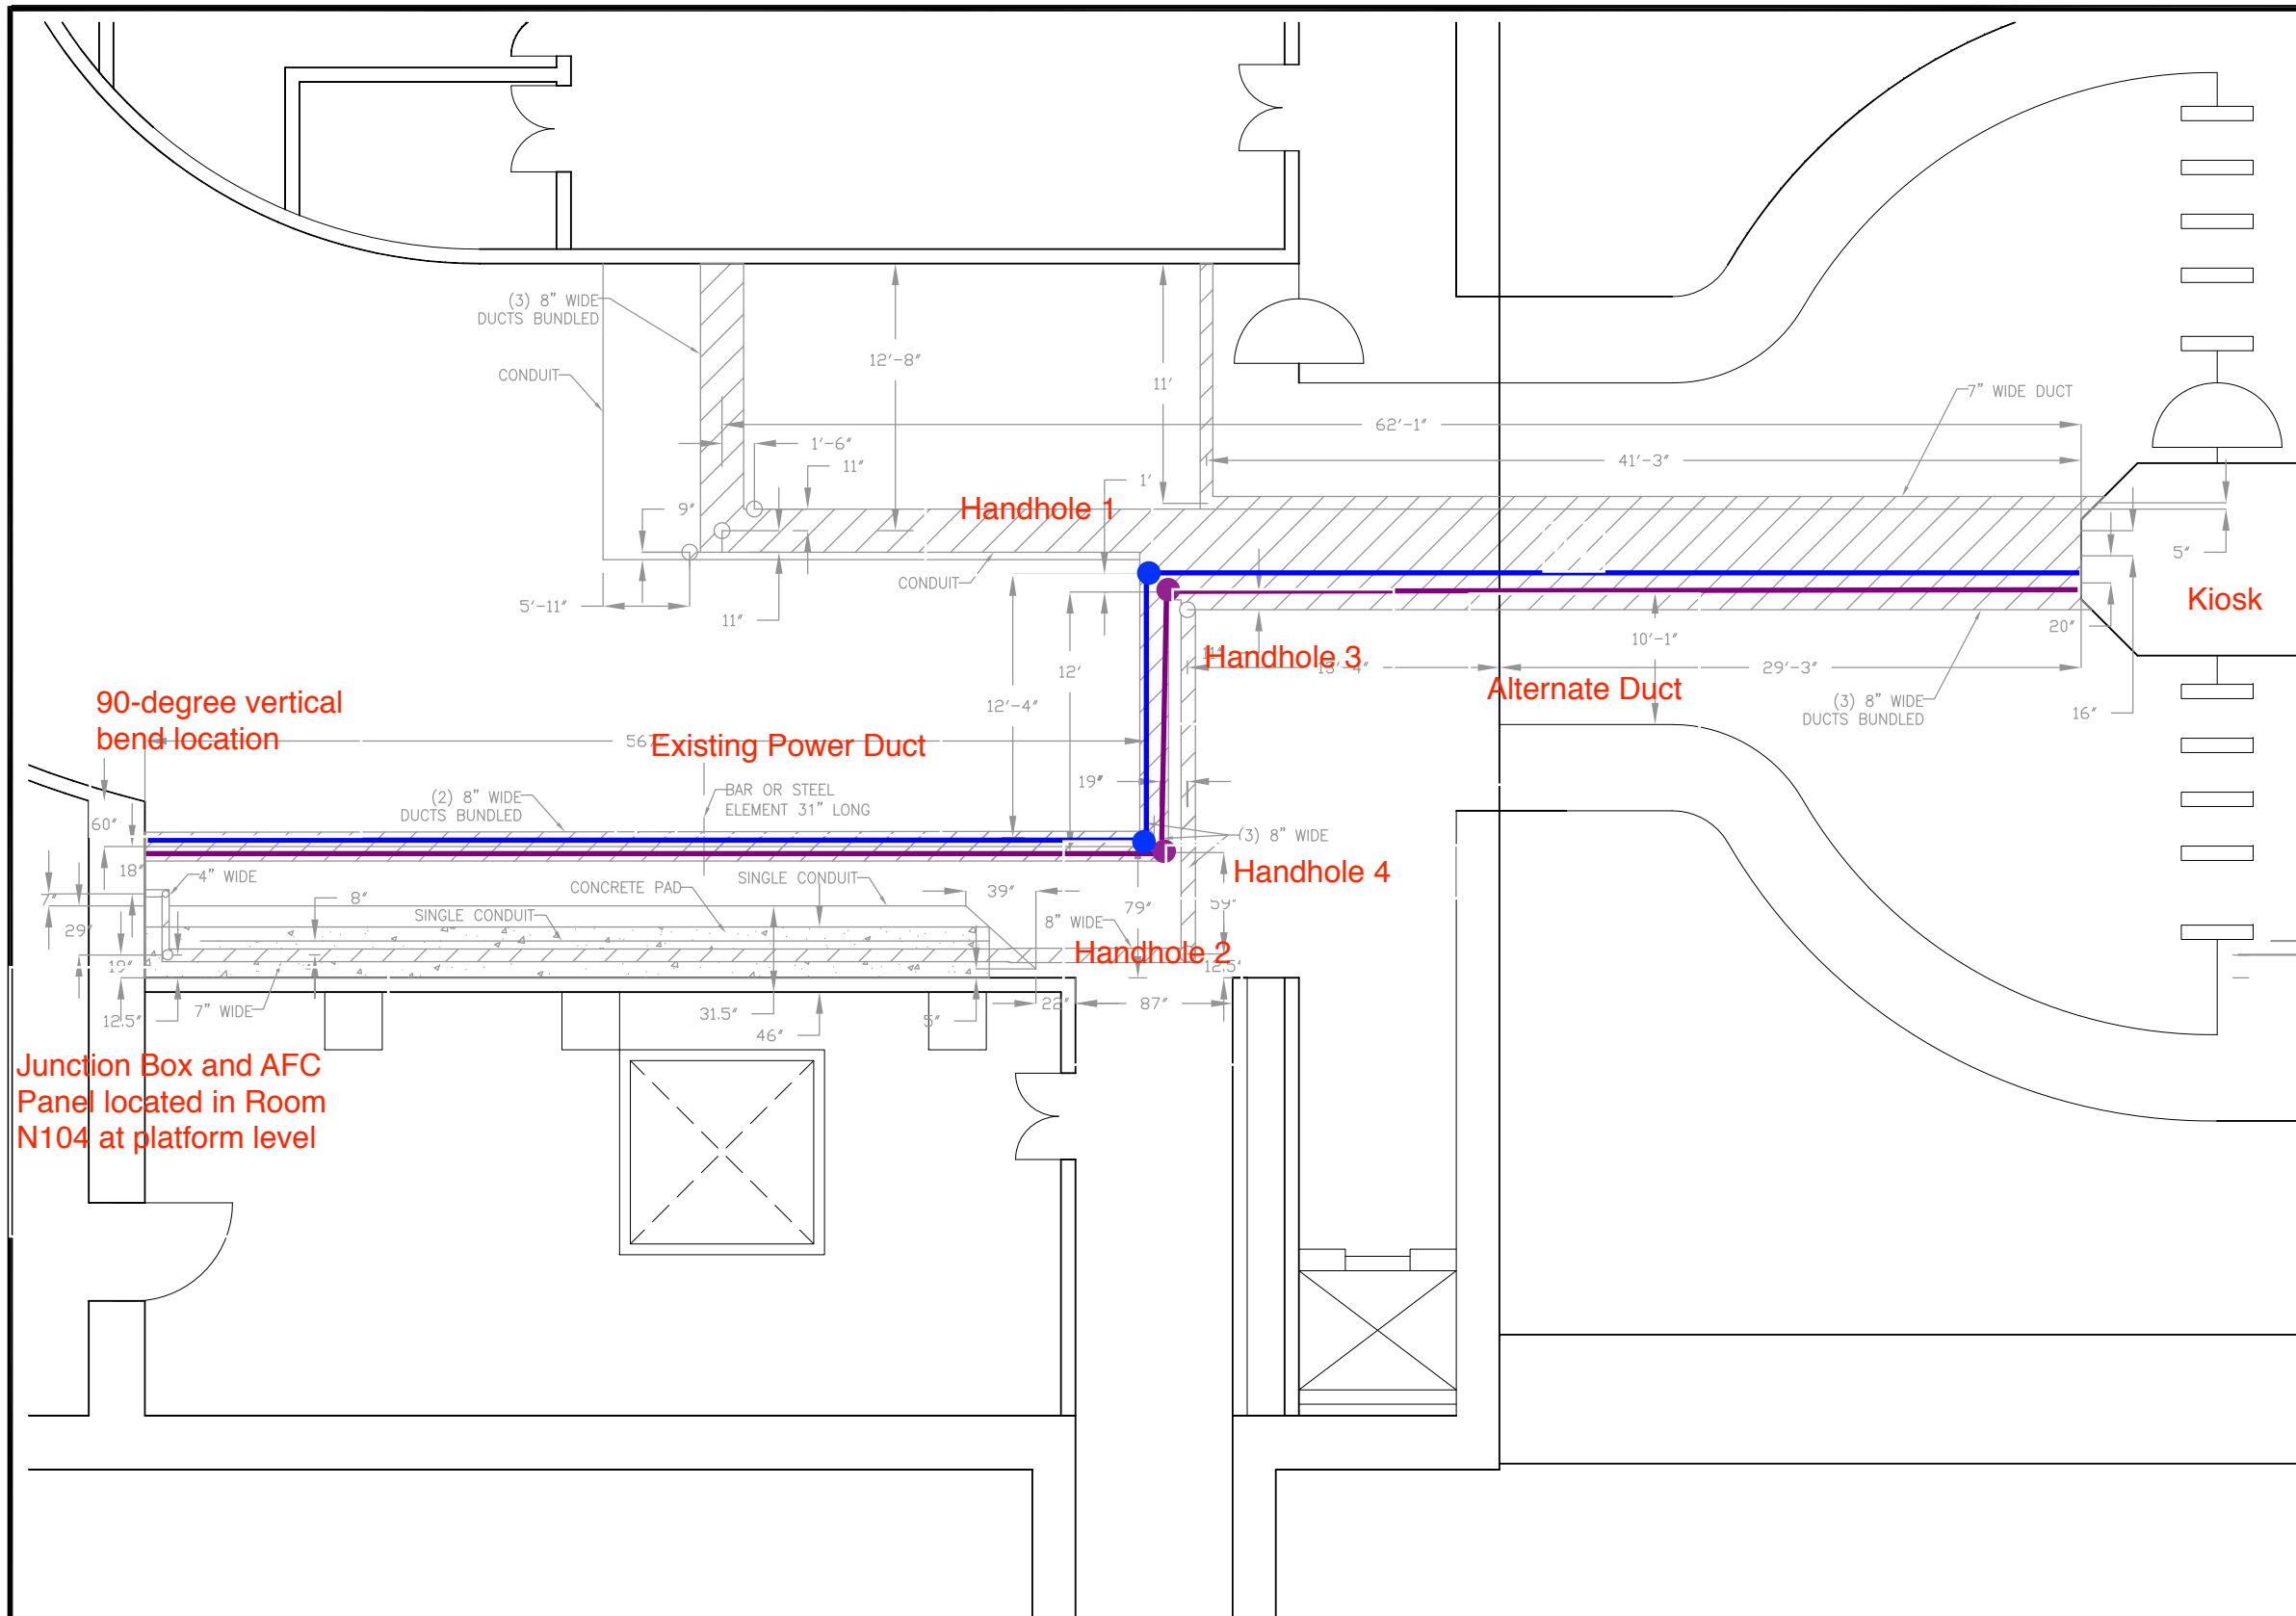 (3) 8” WIDE
DUCTS BUNDLED
CONDUIT
12′-8″
11′
7” WIDE DUCT
62′-1″
1′-6″
11″
41′-3″
1′
9″
Handhole 1
5″
CONDUIT
5′-11″
11″
Kiosk
20″
10′-1″
Handhole 3
29′-3″
12′
12′-4″
Alternate Duct
(3) 8” WIDE
DUCTS BUNDLED
16″
90-degree vertical
bend location
Existing Power Duct
19″
BAR OR STEEL
ELEMENT 31” LONG
(2) 8” WIDE
DUCTS BUNDLED
60″
(3) 8” WIDE
18″
4” WIDE
SINGLE CONDUIT
CONCRETE PAD
Handhole 4
39″
8″
7″
79″
59″
SINGLE CONDUIT
8” WIDE
29″
Handhole 2
19″
12.5″
22″
87″
7” WIDE
12.5″
31.5″
5″
46″
Junction Box and AFC
Panel located in Room
N104 at platform level